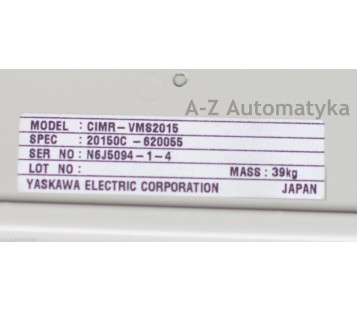 A-Z Automatyka
MODEL : CIMR-VMS2015
SPEC : 20150C -620055
SER NO : N6J5094-1-4
LOT NO : MASS : 39kg
YASKAWA ELECTRIC CORPORATION JAPAN